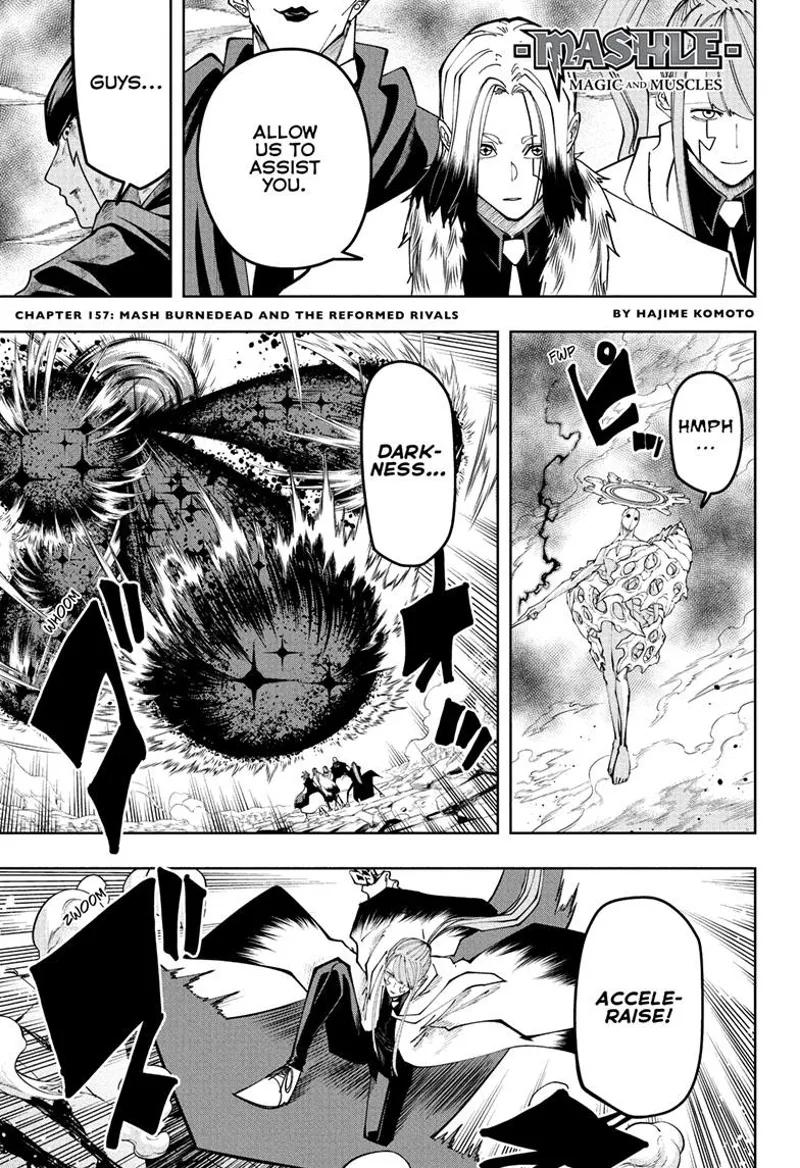 -MASHLE-
MAGIC AND MUSCLES
ALLOW
US TO
ASSIST
YOU.
GUYS...
CHAPTER 157: MASH BURNEDEAD AND THE REFORMED RIVALS
BY HAJIME KOMOTO
FWP
HMPH
...
DARK-
NESS...
WHOOM
ACCELE-
RAISE!
ZWOOM